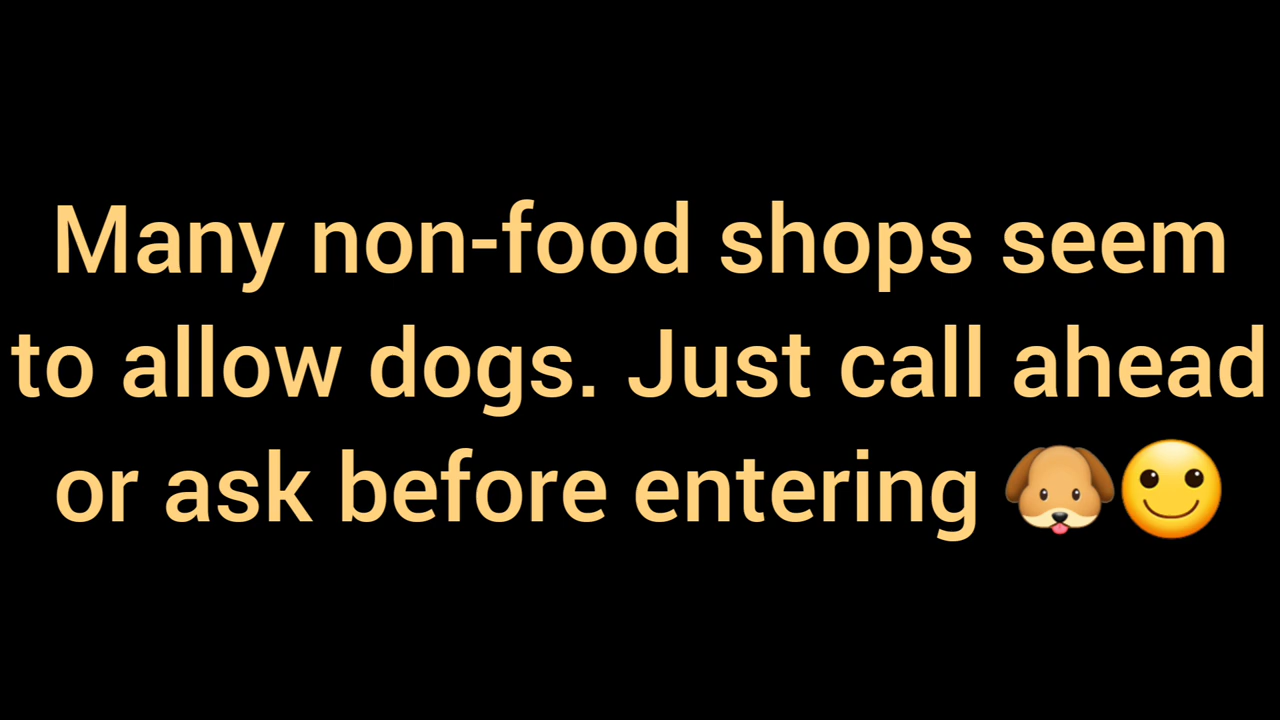 Many non-food shops seem
to allow dogs. Just call ahead
or ask before entering 🐶🙂